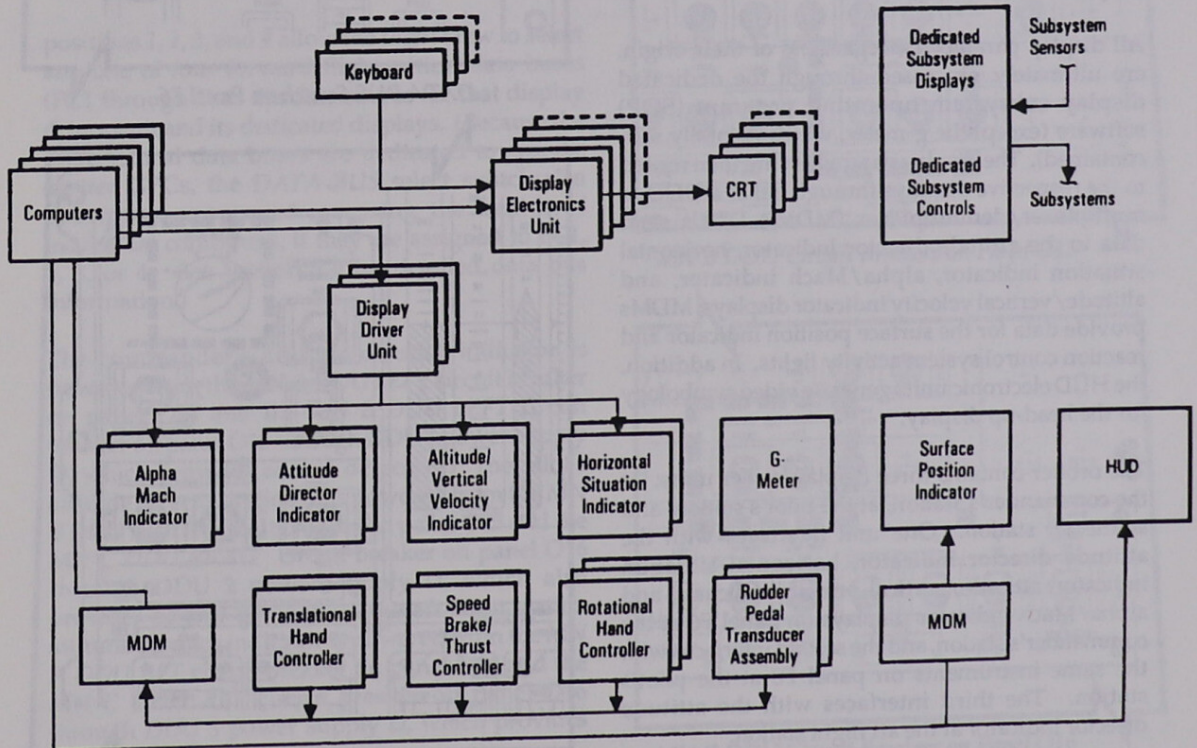 Keyboard
Computers
Display
Electronics
Unit
CRT
Dedicated
Subsystem
Displays
Dedicated
Subsystem
Controls
Subsystem
Sensors
Subsystems
Display
Driver
Unit
Alpha
Mach
Indicator
Attitude
Director
Indicator
Altitude/
Vertical
Velocity
Indicator
Horizontal
Situation
Indicator
G-
Meter
Surface
Position
Indicator
HUD
MDM
Translational
Hand
Controller
Speed
Brake/
Thrust
Controller
Rotational
Hand
Controller
Rudder
Pedal
Transducer
Assembly
MDM